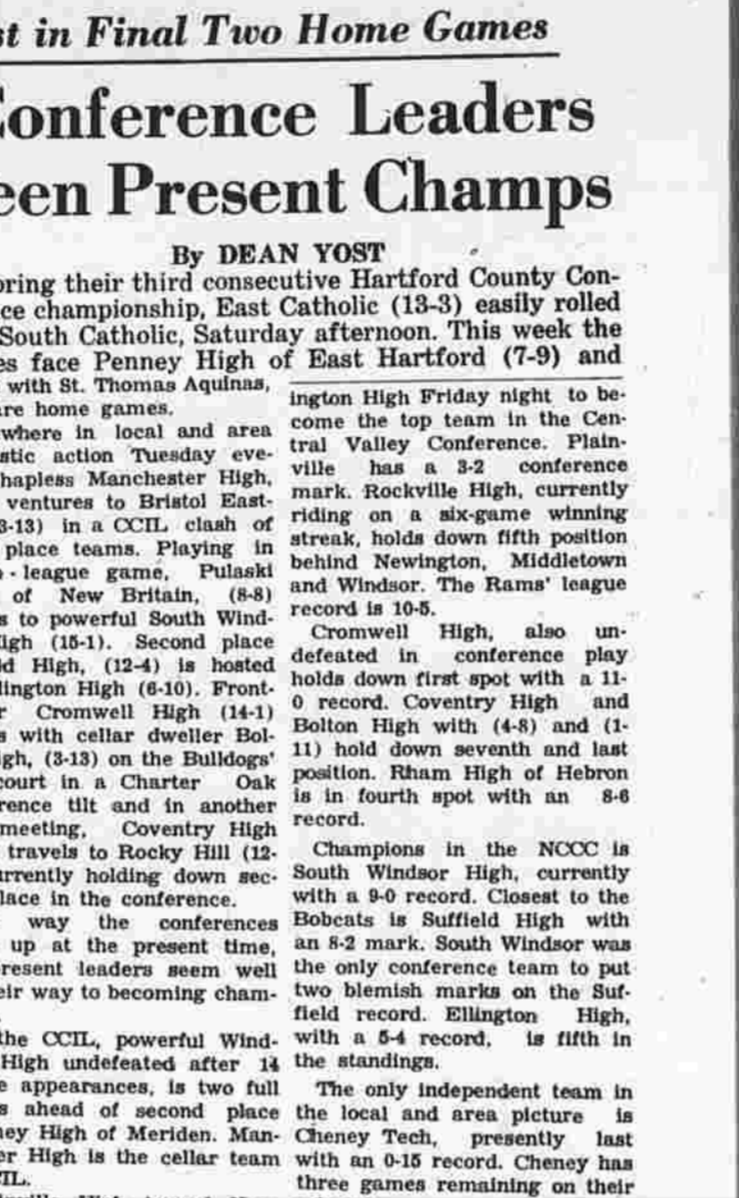 st in Final Two Home Games
Conference Leaders
een Present Champs
By DEAN YOST
oring their third consecutive Hartford County Con-
ce championship, East Catholic (13-3) easily rolled
South Catholic, Saturday afternoon. This week the
es face Penney High of East Hartford (7-9) and
with St. Thomas Aquinas,
are home games.
where in local and area
stic action Tuesday eve-
hapless Manchester High,
ventures to Bristol East-
3-13) in a CCIL clash of
place teams. Playing in
- league game, Pulaski
of New Britain, (8-8)
s to powerful South Wind-
High (15-1). Second place
ld High, (12-4) is hosted
lington High (6-10). Front-
r Cromwell High (14-1)
s with cellar dweller Bol-
igh, (3-13) on the Bulldogs'
court in a Charter Oak
rence tilt and in another
meeting, Coventry High
travels to Rocky Hill (12-
urrently holding down sec-
lace in the conference.
way the conferences
up at the present time,
resent leaders seem well
eir way to becoming cham-
the CCIL, powerful Wind-
High undefeated after 14
e appearances, is two full
s ahead of second place
ney High of Meriden. Man-
er High is the cellar team
CIL.
ington High Friday night to be-
come the top team in the Cen-
tral Valley Conference. Plain-
ville has a 3-2 conference
mark. Rockville High, currently
riding on a six-game winning
streak, holds down fifth position
behind Newington, Middletown
and Windsor. The Rams' league
record is 10-5.
Cromwell High, also un-
defeated in conference play
holds down first spot with a 11-
0 record. Coventry High and
Bolton High with (4-8) and (1-
11) hold down seventh and last
position. Rham High of Hebron
is in fourth spot with an 8-6
record.
Champions in the NCCC is
South Windsor High, currently
with a 9-0 record. Closest to the
Bobcats is Suffield High with
an 8-2 mark. South Windsor was
the only conference team to put
two blemish marks on the Suf-
field record. Ellington High,
with a 5-4 record, is fifth in
the standings.
The only independent team in
the local and area picture is
Cheney Tech, presently last
with an 0-15 record. Cheney has
three games remaining on their